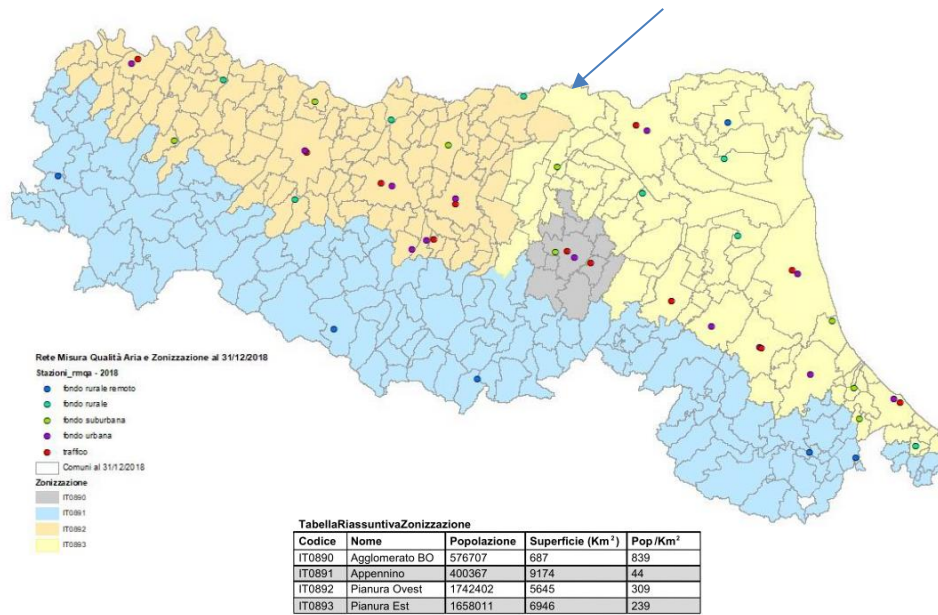 Rete Misura Qualità Aria e Zonizzazione al 31/12/2018
Stazioni_rmqa - 2018
fondo rurale remoto
fondo rurale
fondo suburbana
fondo urbana
traffico
Comuni al 31/12/2018
Zonizzazione
IT0890
IT0891
IT0892
IT0893
TabellaRiassuntivaZonizzazione
Codice Nome Popolazione Superficie (Km²) Pop/Km²
IT0890 Agglomerato BO 576707 687 839
IT0891 Appennino 400367 9174 44
IT0892 Pianura Ovest 1742402 5645 309
IT0893 Pianura Est 1658011 6946 239